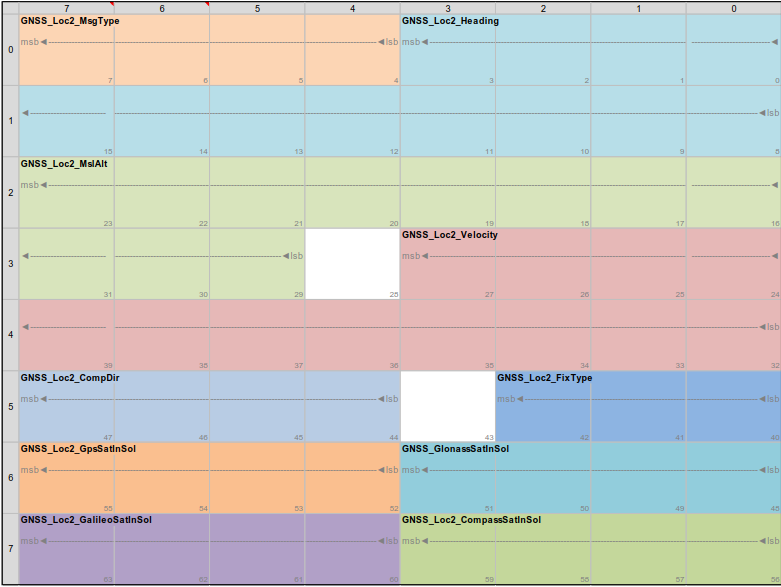 7 6 5 4 3 2 1 0
GNSS_Loc2_MsgType GNSS_Loc2_Heading
0 msb lsb msb
7 6 5 4 3 2 1 0
1 lsb
15 14 13 12 11 10 9 8
GNSS_Loc2_MslAlt
2 msb
23 22 21 20 19 18 17 16
GNSS_Loc2_Velocity
3 lsb msb
31 30 29 28 27 26 25 24
4 lsb
39 38 37 36 35 34 33 32
GNSS_Loc2_CompDir GNSS_Loc2_FixType
5 msb lsb msb lsb
47 46 45 44 43 42 41 40
GNSS_Loc2_GpsSatInSol GNSS_GlonassSatInSol
6 msb lsb msb lsb
55 54 53 52 51 50 49 48
GNSS_Loc2_GalileoSatInSol GNSS_Loc2_CompassSatInSol
7 msb lsb msb lsb
63 62 61 60 59 58 57 56